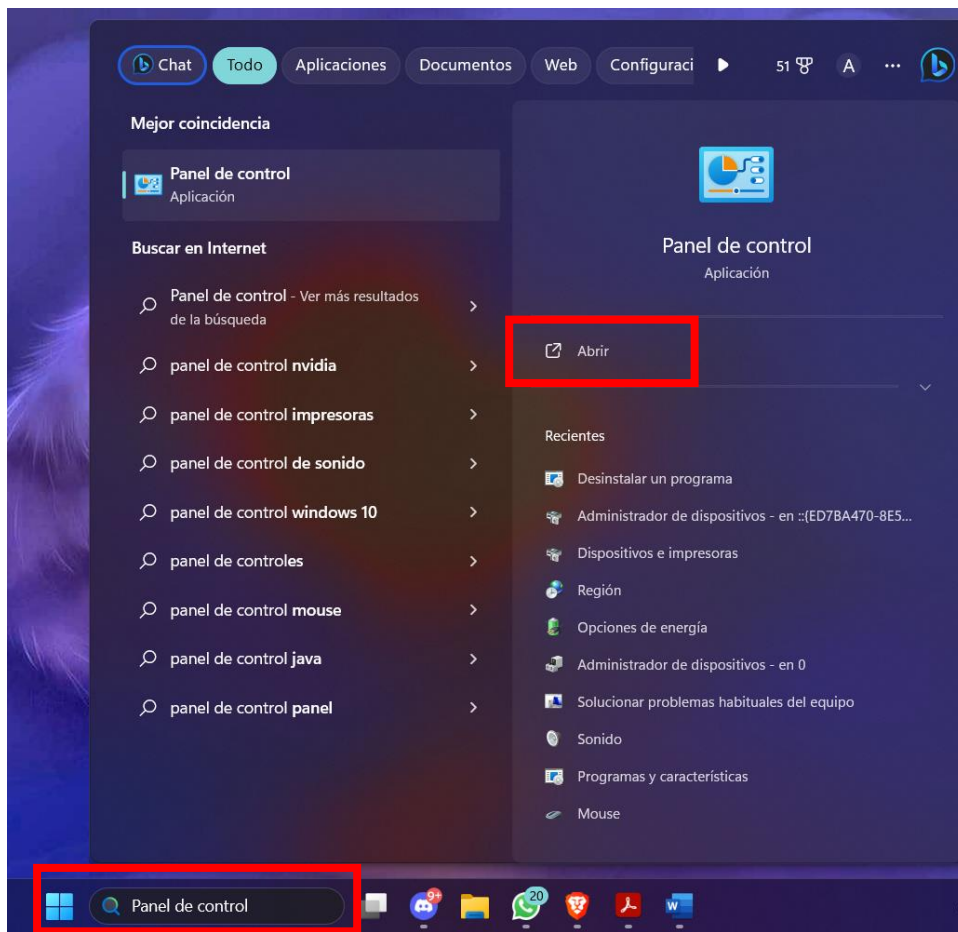 Chat Todo Aplicaciones Documentos Web Configuraci 51 A ...
Mejor coincidencia
Panel de control
Aplicación
Buscar en Internet
Panel de control - Ver más resultados
de la búsqueda
panel de control nvidia
panel de control impresoras
panel de control de sonido
panel de control windows 10
panel de controles
panel de control mouse
panel de control java
panel de control panel
Panel de control
Aplicación
Abrir
Recientes
Desinstalar un programa
Administrador de dispositivos - en ::{ED7BA470-8E5...
Dispositivos e impresoras
Región
Opciones de energía
Administrador de dispositivos - en 0
Solucionar problemas habituales del equipo
Sonido
Programas y características
Mouse
Panel de control
9+
20
W